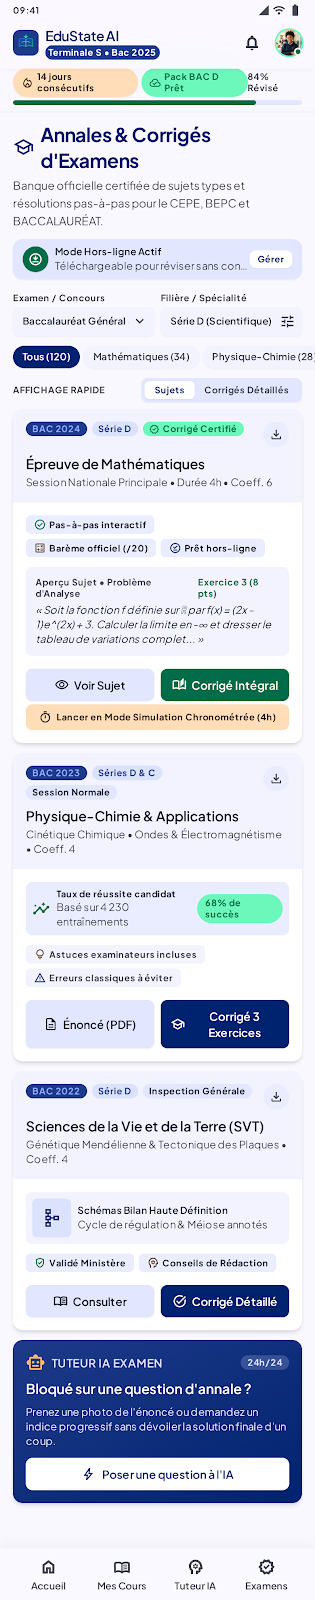 09:41
EduState AI
Terminale S • Bac 2025
14 jours
consécutifs
Pack BAC D
Prêt
84%
Révisé
Annales & Corrigés
d'Examens
Banque officielle certifiée de sujets types et
résolutions pas-à-pas pour le CEPE, BEPC et
BACCALAURÉAT.
Mode Hors-ligne Actif
Téléchargeable pour réviser sans con...
Gérer
Examen / Concours
Filière / Spécialité
Baccalauréat Général
Série D (Scientifique)
Tous (120)
Mathématiques (34)
Physique-Chimie (28)
AFFICHAGE RAPIDE
Sujets
Corrigés Détaillés
BAC 2024
Série D
Corrigé Certifié
Épreuve de Mathématiques
Session Nationale Principale • Durée 4h • Coeff. 6
Pas-à-pas interactif
Barème officiel (/20)
Prêt hors-ligne
Aperçu Sujet • Problème
d'Analyse
Exercice 3 (8
pts)
« Soit la fonction f définie sur par f(x) = (2x -
1)e^(2x) + 3. Calculer la limite en -∞ et dresser le
tableau de variations complet... »
Voir Sujet
Corrigé Intégral
Lancer en Mode Simulation Chronométrée (4h)
BAC 2023
Séries D & C
Session Normale
Physique-Chimie & Applications
Cinétique Chimique • Ondes & Électromagnétisme
• Coeff. 4
Taux de réussite candidat
Basé sur 4 230
entraînements
68% de
succès
Astuces examinateurs incluses
Erreurs classiques à éviter
Énoncé (PDF)
Corrigé 3
Exercices
BAC 2022
Série D
Inspection Générale
Sciences de la Vie et de la Terre (SVT)
Génétique Mendélienne & Tectonique des Plaques •
Coeff. 4
Schémas Bilan Haute Définition
Cycle de régulation & Méiose annotés
Validé Ministère
Conseils de Rédaction
Consulter
Corrigé Détaillé
TUTEUR IA EXAMEN
24h/24
Bloqué sur une question d'annale ?
Prenez une photo de l'énoncé ou demandez un
indice progressif sans dévoiler la solution finale d'un
coup.
Poser une question à l'IA
Accueil
Mes Cours
Tuteur IA
Examens